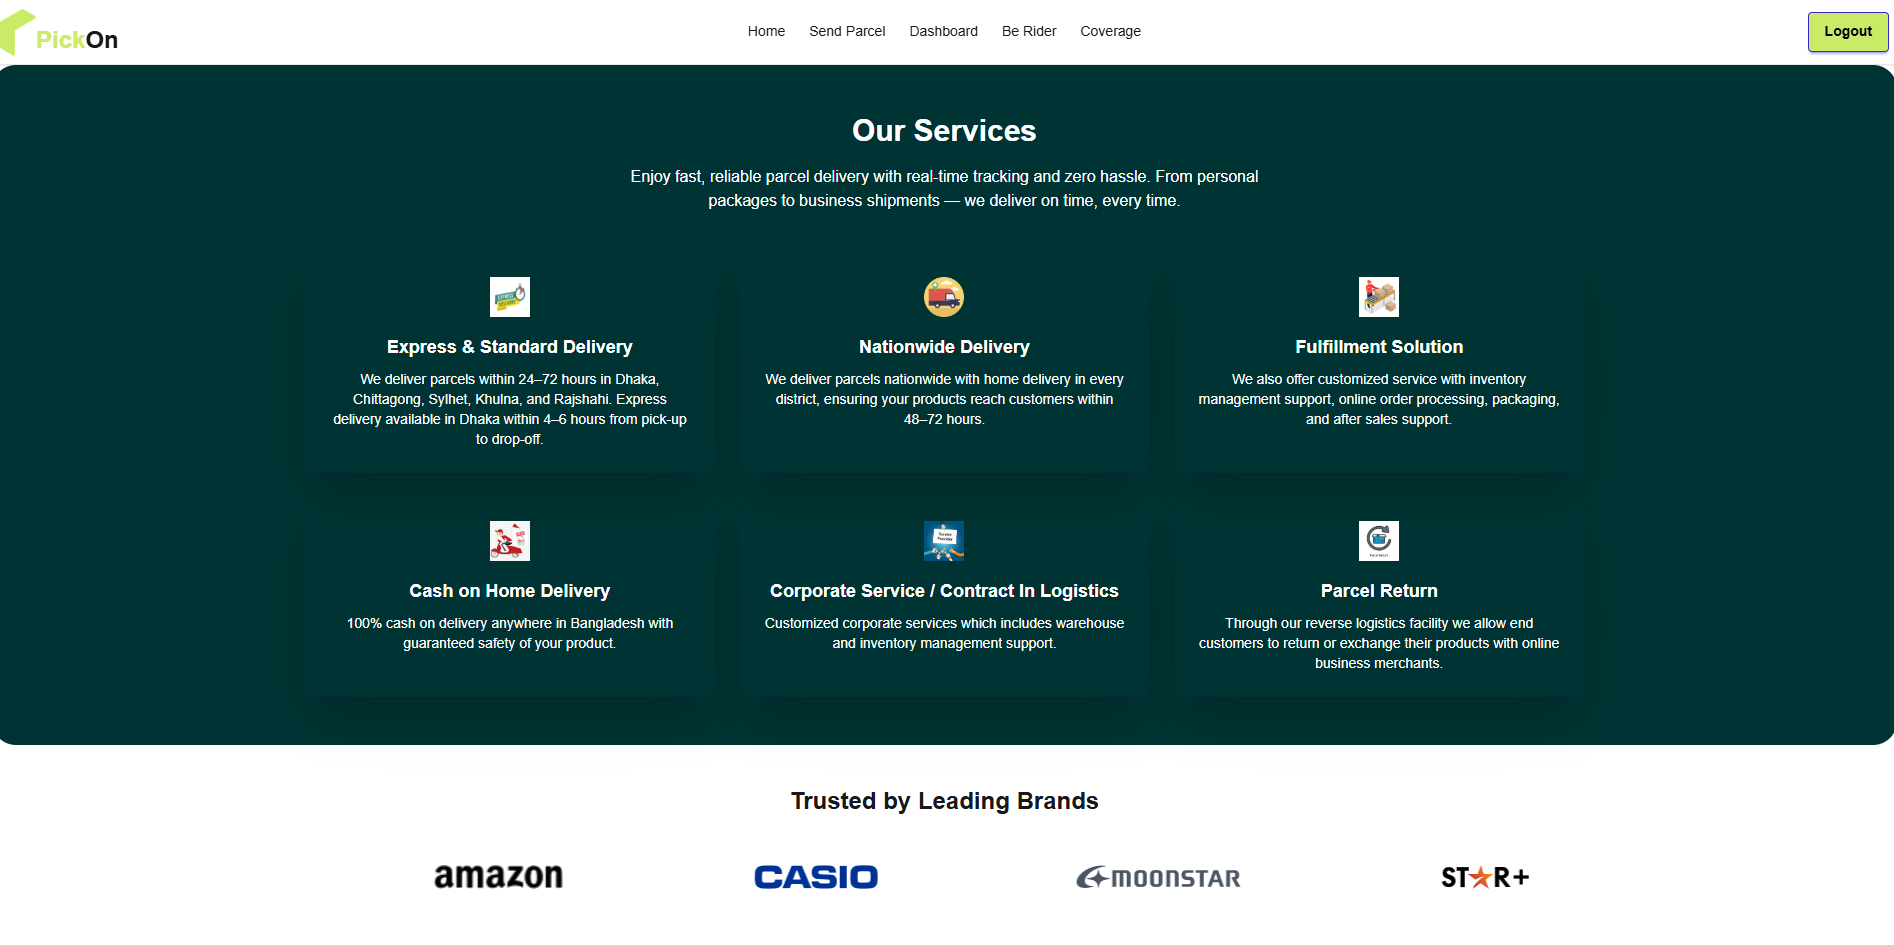 PickOn
Home Send Parcel Dashboard Be Rider Coverage
Logout
Our Services
Enjoy fast, reliable parcel delivery with real-time tracking and zero hassle. From personal
packages to business shipments — we deliver on time, every time.
Express & Standard Delivery
We deliver parcels within 24–72 hours in Dhaka,
Chittagong, Sylhet, Khulna, and Rajshahi. Express
delivery available in Dhaka within 4–6 hours from pick-up
to drop-off.
Nationwide Delivery
We deliver parcels nationwide with home delivery in every
district, ensuring your products reach customers within
48–72 hours.
Fulfillment Solution
We also offer customized service with inventory
management support, online order processing, packaging,
and after sales support.
Cash on Home Delivery
100% cash on delivery anywhere in Bangladesh with
guaranteed safety of your product.
Service
Provider
Corporate Service / Contract In Logistics
Customized corporate services which includes warehouse
and inventory management support.
Parcel Return
Through our reverse logistics facility we allow end
customers to return or exchange their products with online
business merchants.
Trusted by Leading Brands
amazon
CASIO
MOONSTAR
ST★R+